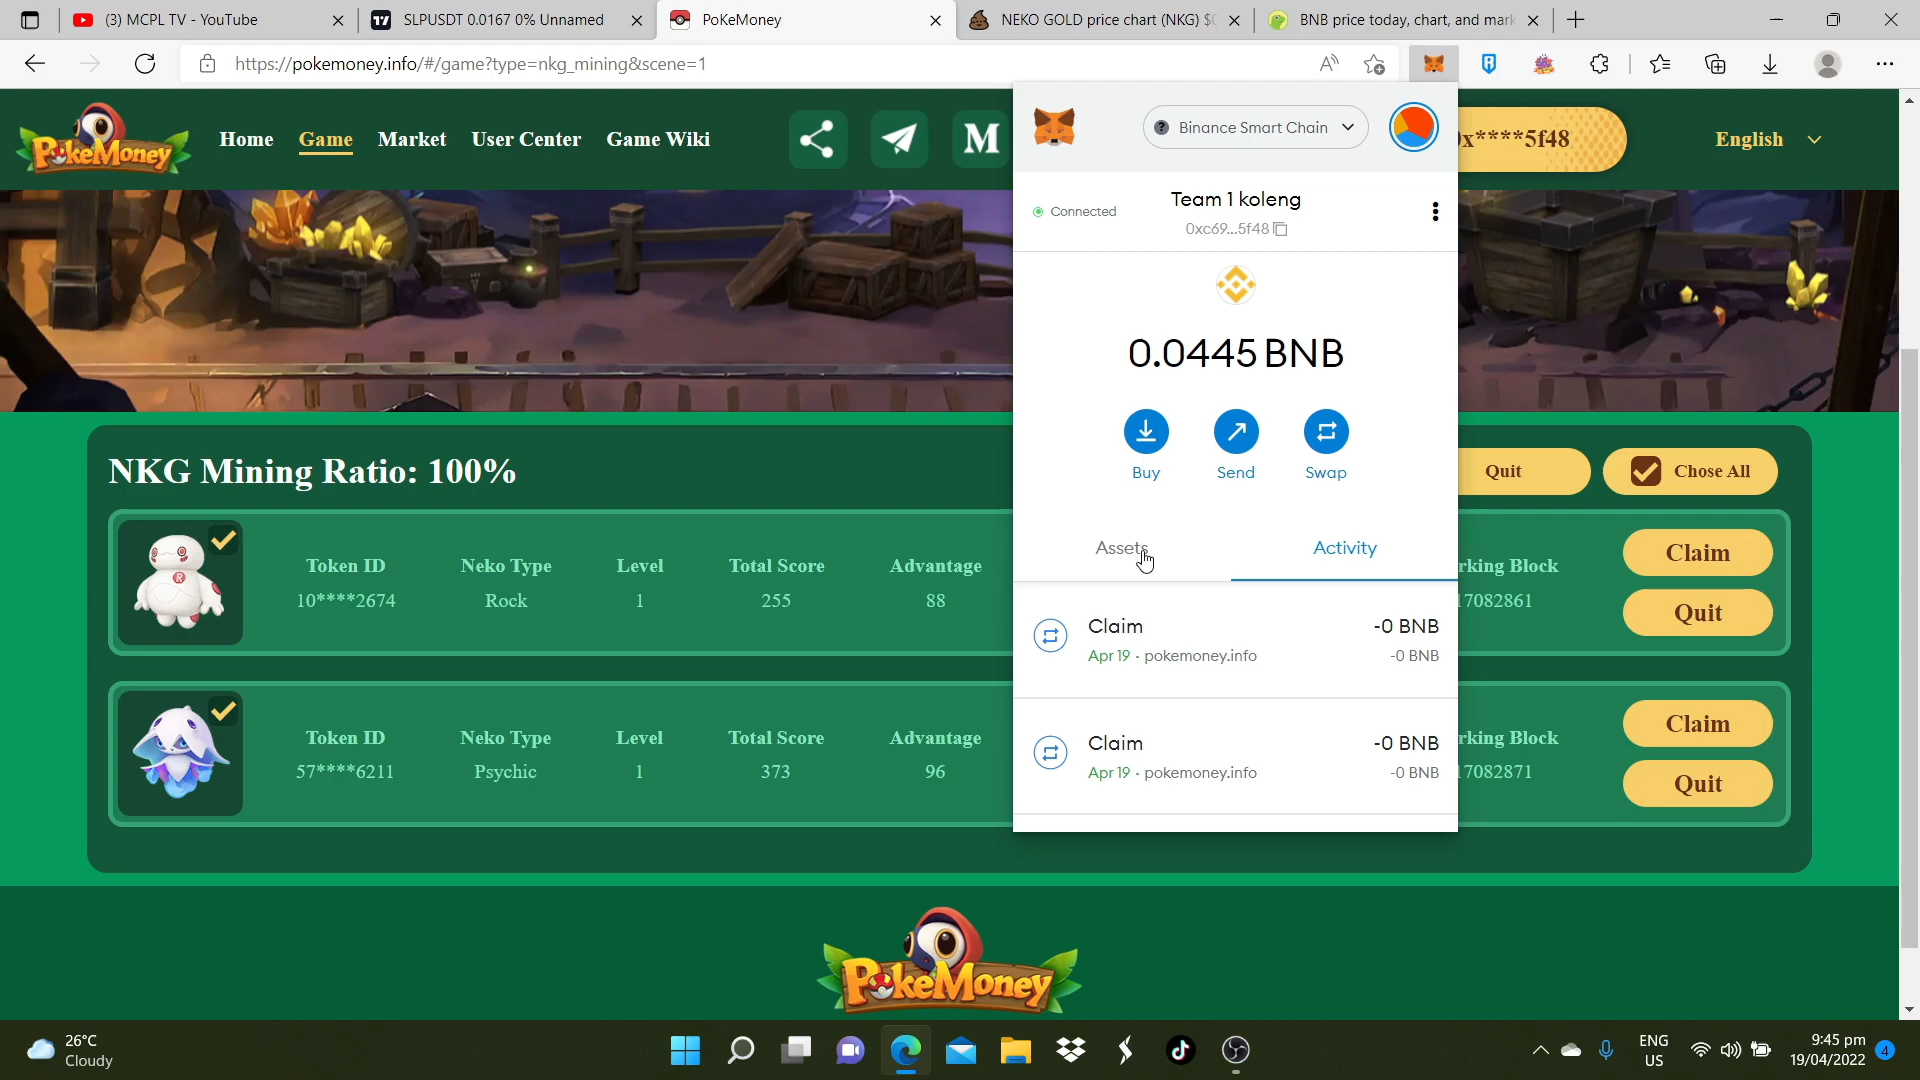 (3) MCPL TV - YouTube
SLPUSDT 0.0167 0% Unnamed
PoKeMoney
NEKO GOLD price chart (NKG) $0
BNB price today, chart, and mark
https://pokemoney.info/#/game?type=nkg_mining&scene=1
PokeMoney
Home
Game
Market
User Center
Game Wiki
M
Binance Smart Chain
0x****5f48
English
Connected
Team 1 koleng
0xc69...5f48
0.0445 BNB
Buy
Send
Swap
Assets
Activity
Claim
-0 BNB
Apr 19 · pokemoney.info
-0 BNB
Claim
-0 BNB
Apr 19 · pokemoney.info
-0 BNB
NKG Mining Ratio: 100%
Quit
Chose All
Token ID
Neko Type
Level
Total Score
Advantage
rking Block
Claim
10****2674
Rock
1
255
88
17082861
Quit
Token ID
Neko Type
Level
Total Score
Advantage
rking Block
Claim
57****6211
Psychic
1
373
96
17082871
Quit
PokeMoney
26°C
Cloudy
ENG
US
9:45 pm
19/04/2022
4